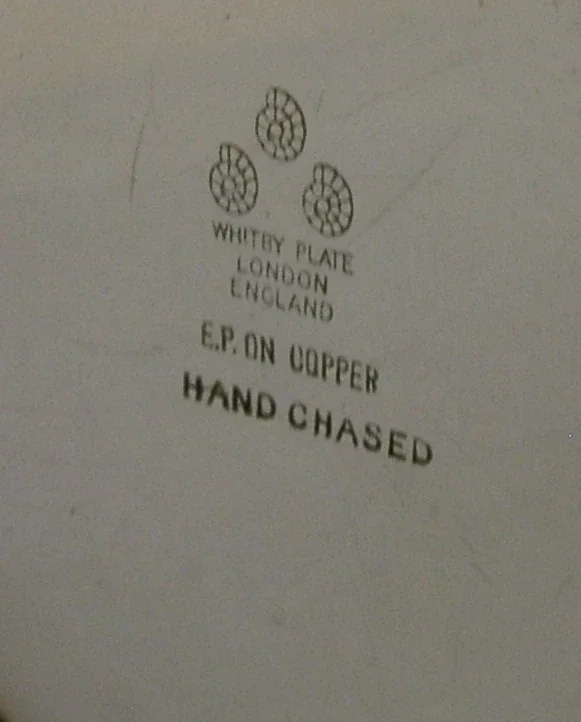 WHITBY PLATE
LONDON
ENGLAND
E.P. ON COPPER
HAND CHASED